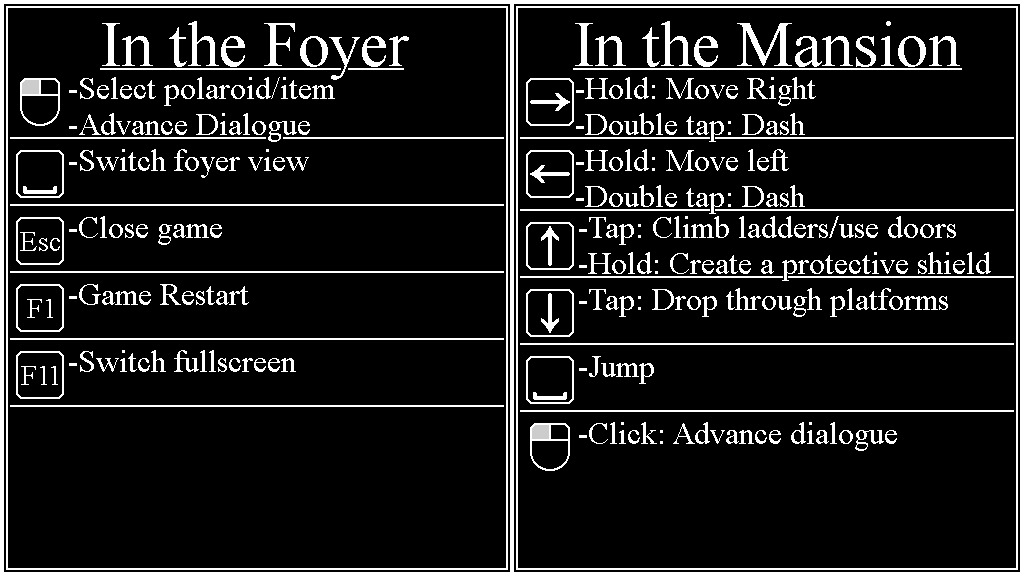 In the Foyer
-Select polaroid/item
-Advance Dialogue
-Switch foyer view
Esc
-Close game
F1
-Game Restart
F11
-Switch fullscreen
In the Mansion
-Hold: Move Right
-Double tap: Dash
-Hold: Move left
-Double tap: Dash
-Tap: Climb ladders/use doors
-Hold: Create a protective shield
-Tap: Drop through platforms
-Jump
-Click: Advance dialogue